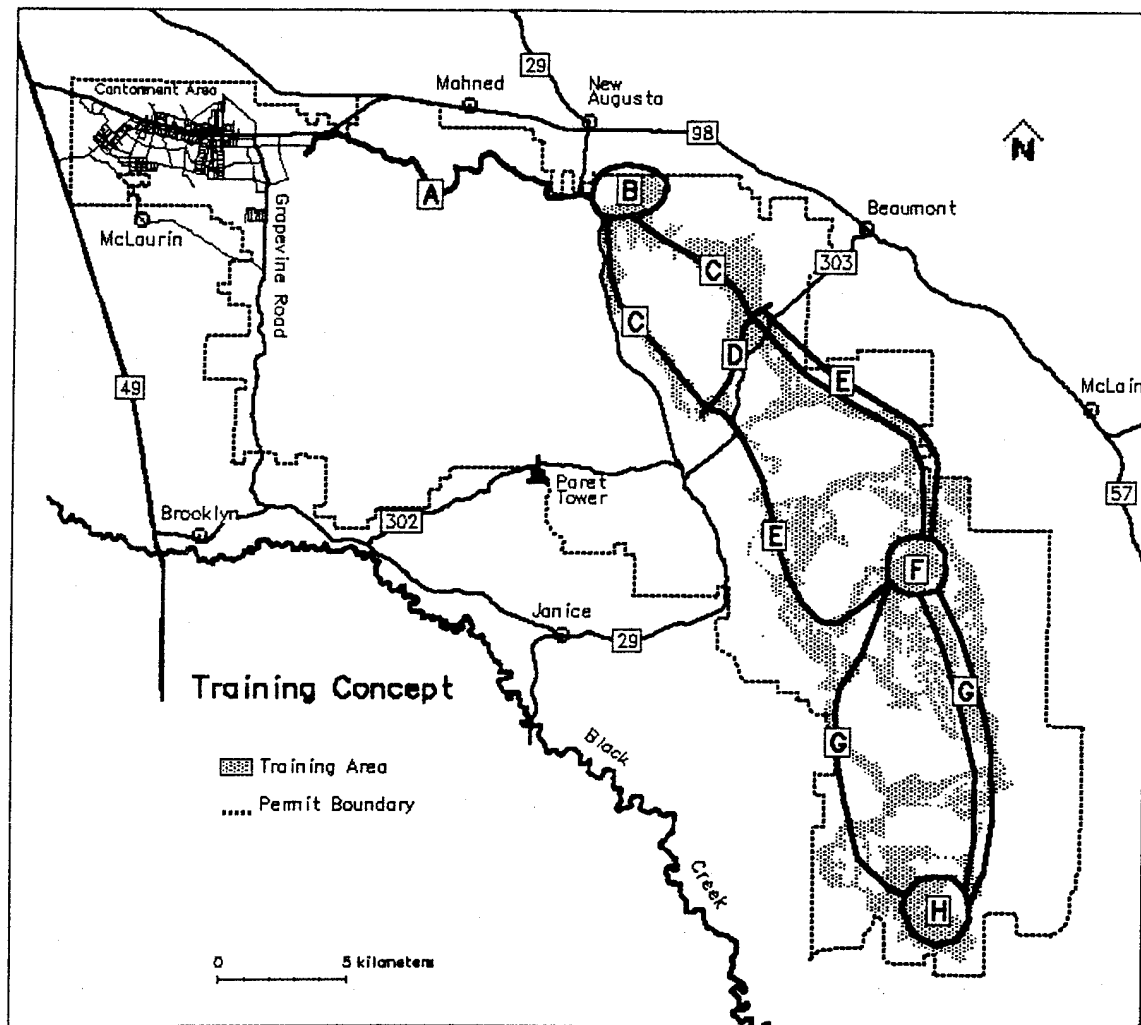 29
Mahned
New
Augusta
Cantonment Area
98
N
A
B
Beaumont
McLaurin
Grapevine Road
C
303
C
D
49
E
McLain
Paret
Tower
57
Brooklyn
302
E
F
Janice
29
Training Concept
G
G
Black
Training Area
Permit Boundary
Creek
H
0
5 kilometers